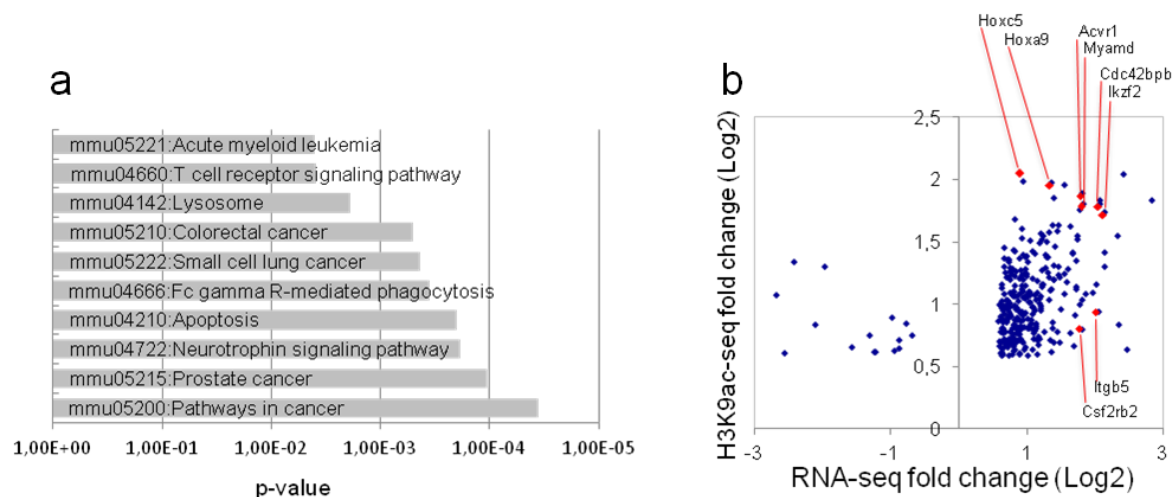 a
mmu05221:Acute myeloid leukemia
mmu04660:T cell receptor signaling pathway
mmu04142:Lysosome
mmu05210:Colorectal cancer
mmu05222:Small cell lung cancer
mmu04666:Fc gamma R-mediated phagocytosis
mmu04210:Apoptosis
mmu04722:Neurotrophin signaling pathway
mmu05215:Prostate cancer
mmu05200:Pathways in cancer
1,00E+00 1,00E-01 1,00E-02 1,00E-03 1,00E-04 1,00E-05
p-value
b
Hoxc5
Hoxa9
Acvr1
Myamd
Cdc42bpb
Ikzf2
2,5
2
1,5
1
0,5
0
Itgb5
Csf2rb2
H3K9ac-seq fold change (Log2)
-3 -1 1 3
RNA-seq fold change (Log2)